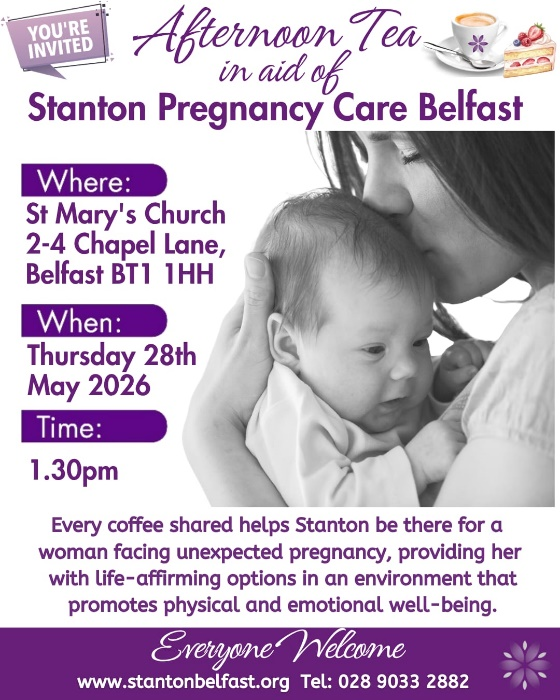 YOU'RE
INVITED
Afternoon Tea
in aid of
Stanton Pregnancy Care Belfast
Where:
St Mary's Church
2-4 Chapel Lane,
Belfast BT1 1HH
When:
Thursday 28th
May 2026
Time:
1.30pm
Every coffee shared helps Stanton be there for a
woman facing unexpected pregnancy, providing her
with life-affirming options in an environment that
promotes physical and emotional well-being.
Everyone Welcome
www.stantonbelfast.org Tel: 028 9033 2882